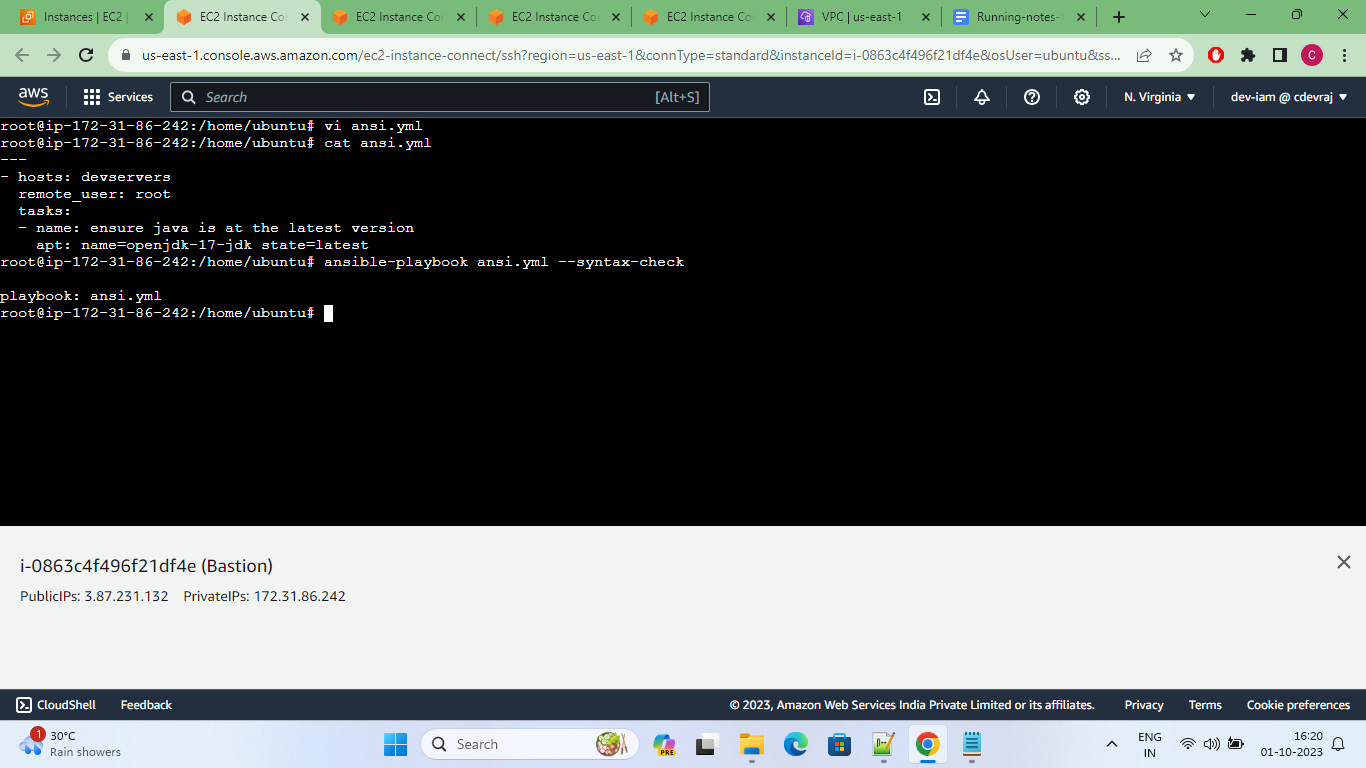 Instances | EC2 |
EC2 Instance Co
EC2 Instance Co
EC2 Instance Co
EC2 Instance Co
VPC | us-east-1
Running-notes-
us-east-1.console.aws.amazon.com/ec2-instance-connect/ssh?region=us-east-1&connType=standard&instanceId=i-0863c4f496f21df4e&osUser=ubuntu&ss...
C
aws
Services
Search
[Alt+S]
N. Virginia
dev-iam @ cdevraj
root@ip-172-31-86-242:/home/ubuntu# vi ansi.yml
root@ip-172-31-86-242:/home/ubuntu# cat ansi.yml
---
- hosts: devservers
  remote_user: root
  tasks:
  - name: ensure java is at the latest version
    apt: name=openjdk-17-jdk state=latest
root@ip-172-31-86-242:/home/ubuntu# ansible-playbook ansi.yml --syntax-check
playbook: ansi.yml
root@ip-172-31-86-242:/home/ubuntu#
i-0863c4f496f21df4e (Bastion)
PublicIPs: 3.87.231.132 PrivateIPs: 172.31.86.242
CloudShell
Feedback
© 2023, Amazon Web Services India Private Limited or its affiliates.
Privacy
Terms
Cookie preferences
1
30°C
Rain showers
Search
PRE
ENG
IN
16:20
01-10-2023